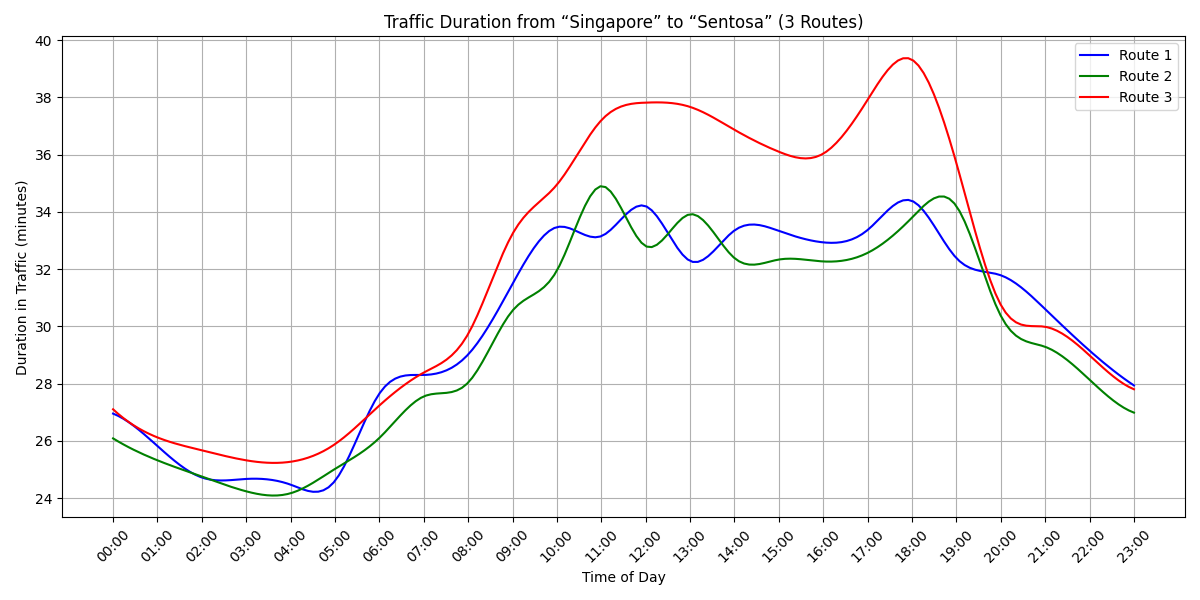 Traffic Duration from “Singapore” to “Sentosa” (3 Routes)
Route 1
Route 2
Route 3
Duration in Traffic (minutes)
40
38
36
34
32
30
28
26
24
00:00 01:00 02:00 03:00 04:00 05:00 06:00 07:00 08:00 09:00 10:00 11:00 12:00 13:00 14:00 15:00 16:00 17:00 18:00 19:00 20:00 21:00 22:00 23:00
Time of Day